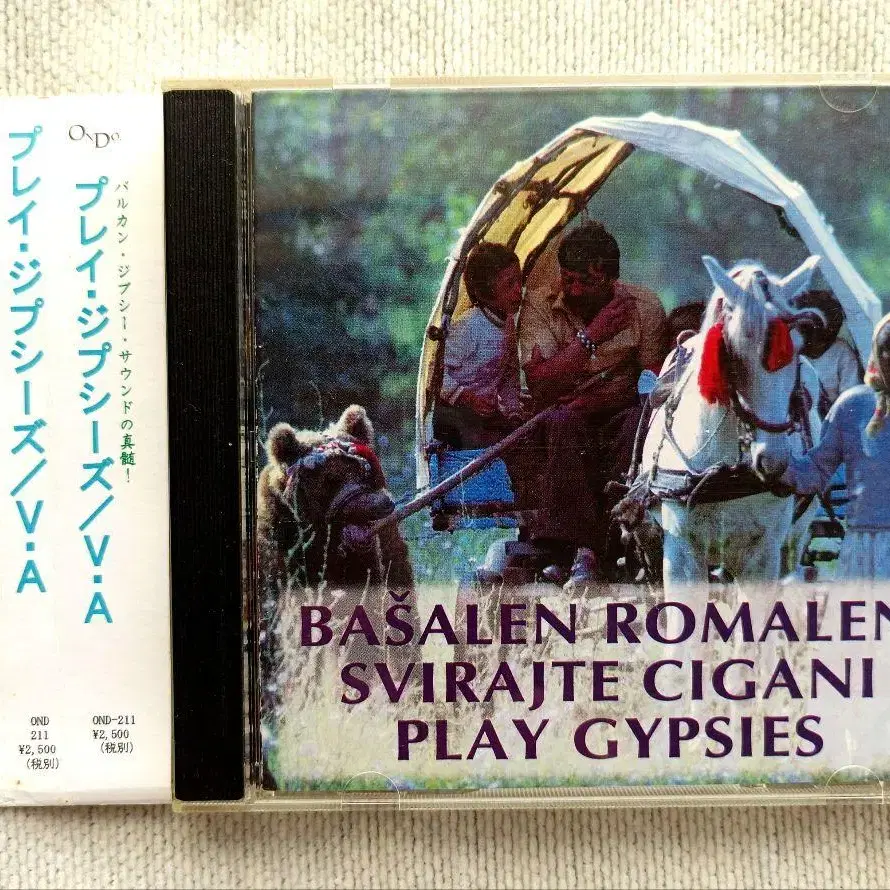 プレイ・ジプシーズ/V・A
OND
211
¥2,500
(税別)
ONDO
バルカン・ジプシー・サウンドの真髄!
プレイ・ジプシーズ/V・A
OND-211
¥2,500
(税別)
BAŠALEN ROMALEN
SVIRAJTE CIGANI
PLAY GYPSIES